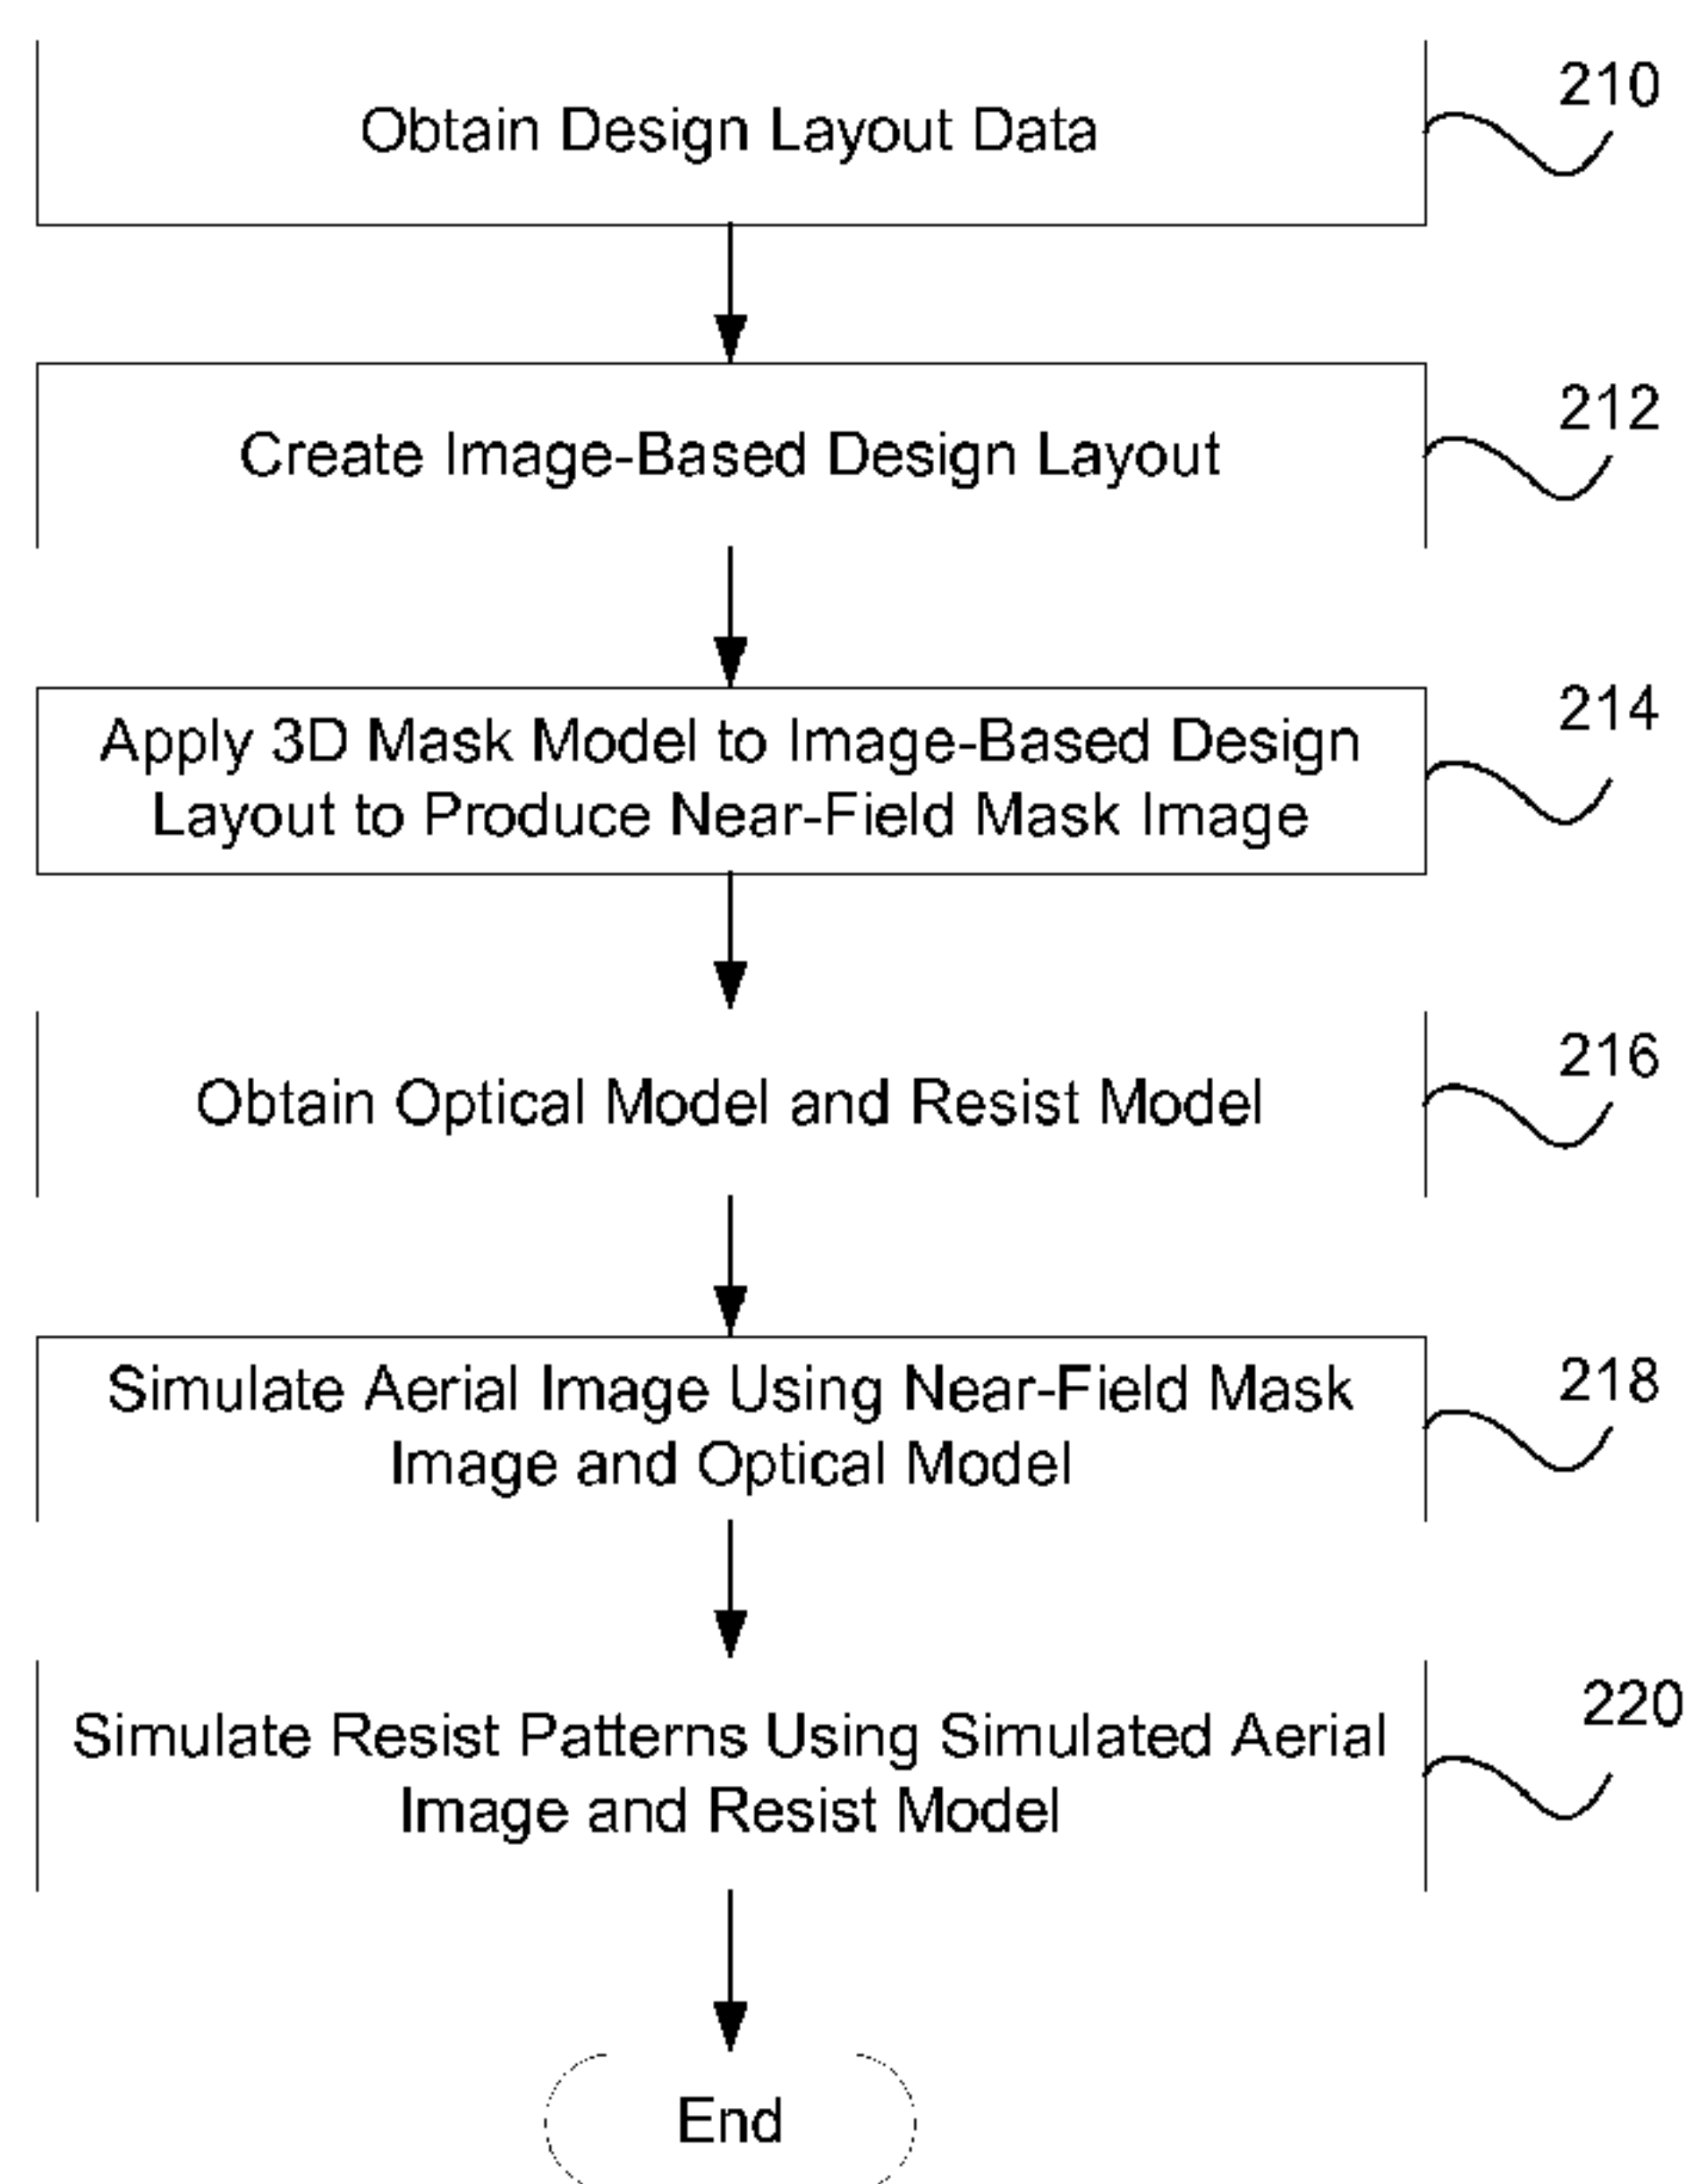 Obtain Design Layout Data
210
Create Image-Based Design Layout
212
Apply 3D Mask Model to Image-Based Design
Layout to Produce Near-Field Mask Image
214
Obtain Optical Model and Resist Model
216
Simulate Aerial Image Using Near-Field Mask
Image and Optical Model
218
Simulate Resist Patterns Using Simulated Aerial
Image and Resist Model
220
End